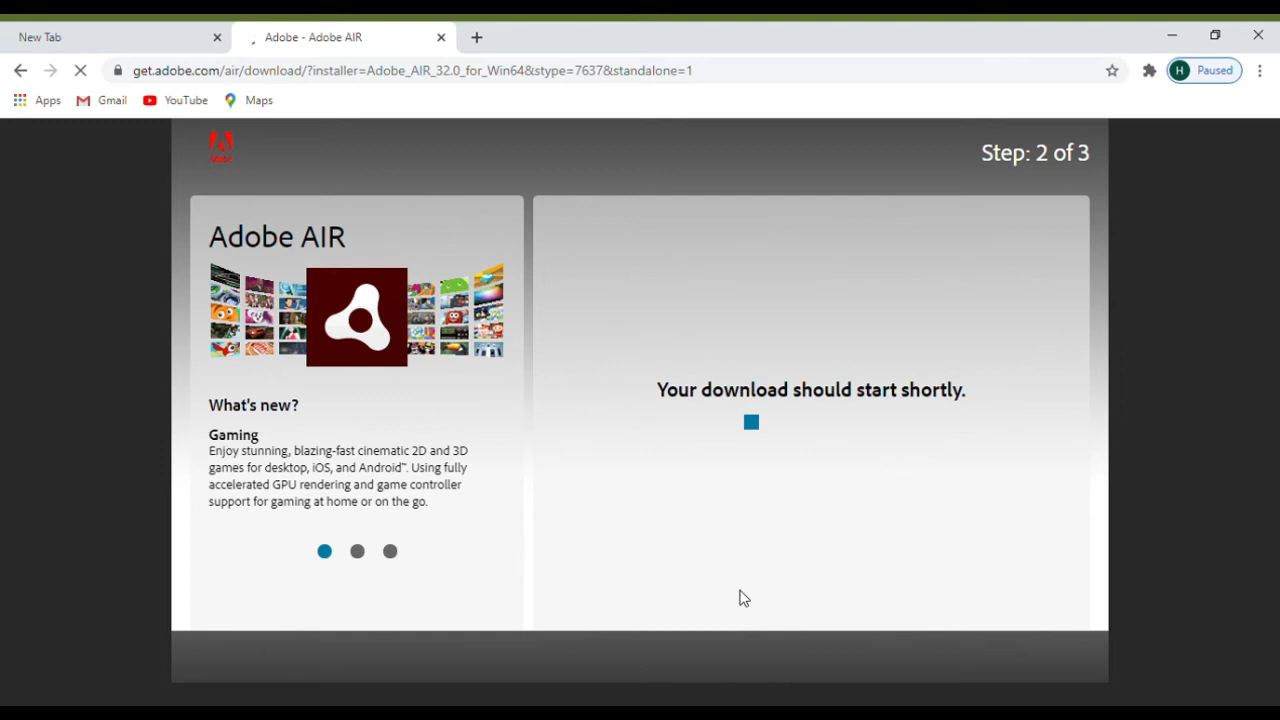 New Tab
Adobe - Adobe AIR
get.adobe.com/air/download/?installer=Adobe_AIR_32.0_for_Win64&stype=7637&standalone=1
H
Paused
Apps
Gmail
YouTube
Maps
Adobe
Step: 2 of 3
Adobe AIR
What's new?
Gaming
Enjoy stunning, blazing-fast cinematic 2D and 3D
games for desktop, iOS, and Android™. Using fully
accelerated GPU rendering and game controller
support for gaming at home or on the go.
Your download should start shortly.